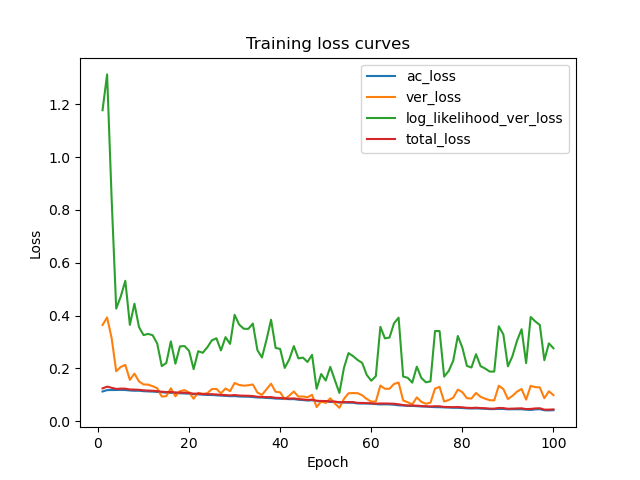 Training loss curves
ac_loss
ver_loss
log_likelihood_ver_loss
total_loss
Loss
1.2
1.0
0.8
0.6
0.4
0.2
0.0
0 20 40 60 80 100
Epoch